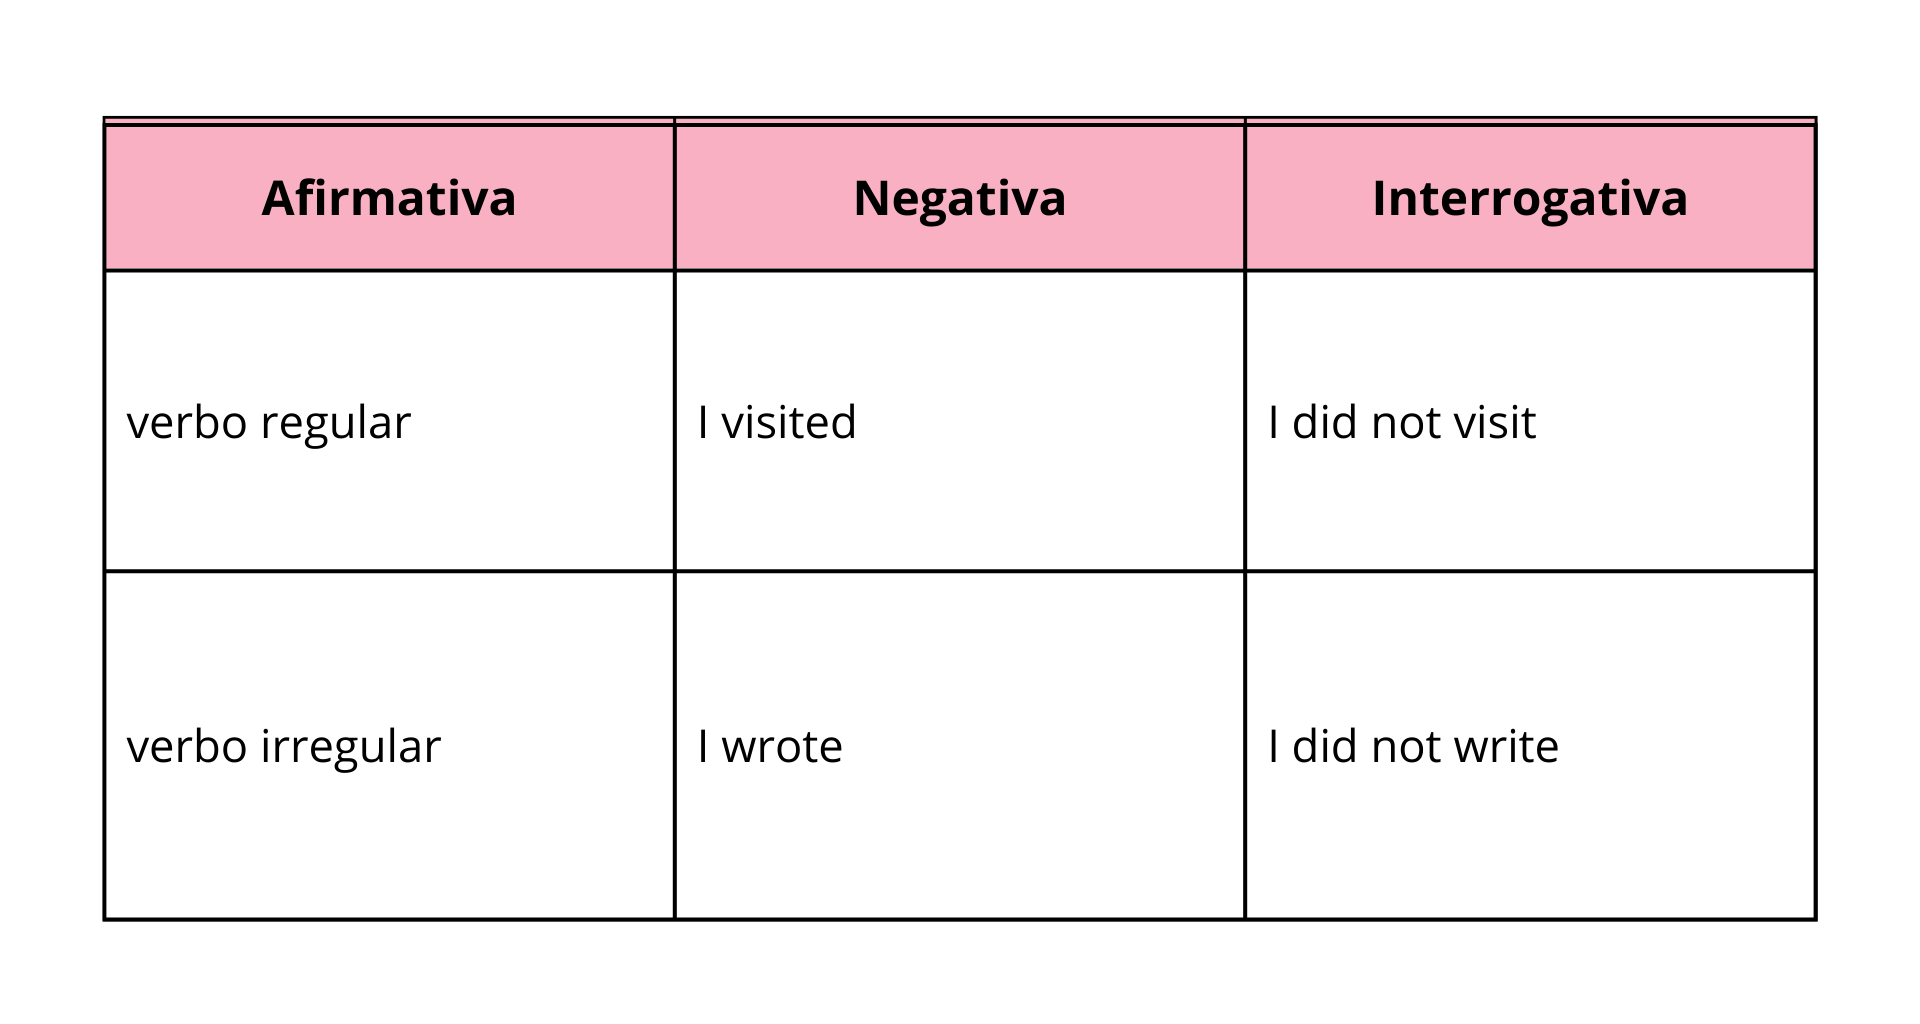 Afirmativa Negativa Interrogativa
verbo regular I visited I did not visit
verbo irregular I wrote I did not write